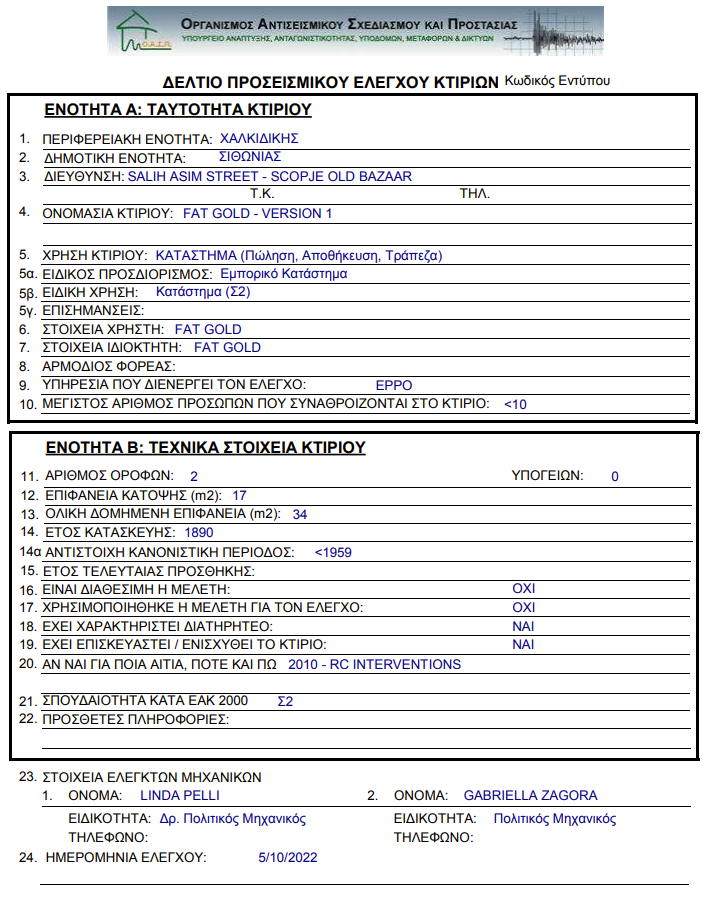 Ο.Α.Σ.Π.
ΟΡΓΑΝΙΣΜΟΣ ΑΝΤΙΣΕΙΣΜΙΚΟΥ ΣΧΕΔΙΑΣΜΟΥ ΚΑΙ ΠΡΟΣΤΑΣΙΑΣ
ΥΠΟΥΡΓΕΙΟ ΑΝΑΠΤΥΞΗΣ, ΑΝΤΑΓΩΝΙΣΤΙΚΟΤΗΤΑΣ, ΥΠΟΔΟΜΩΝ, ΜΕΤΑΦΟΡΩΝ & ΔΙΚΤΥΩΝ
ΔΕΛΤΙΟ ΠΡΟΣΕΙΣΜΙΚΟΥ ΕΛΕΓΧΟΥ ΚΤΙΡΙΩΝ Κωδικός Εντύπου
ΕΝΟΤΗΤΑ Α: ΤΑΥΤΟΤΗΤΑ ΚΤΙΡΙΟΥ
1. ΠΕΡΙΦΕΡΕΙΑΚΗ ΕΝΟΤΗΤΑ: ΧΑΛΚΙΔΙΚΗΣ
2. ΔΗΜΟΤΙΚΗ ΕΝΟΤΗΤΑ: ΣΙΘΩΝΙΑΣ
3. ΔΙΕΥΘΥΝΣΗ: SALIH ASIM STREET - SCOPJE OLD BAZAAR
Τ.Κ. ΤΗΛ.
4. ΟΝΟΜΑΣΙΑ ΚΤΙΡΙΟΥ: FAT GOLD - VERSION 1
5. ΧΡΗΣΗ ΚΤΙΡΙΟΥ: ΚΑΤΑΣΤΗΜΑ (Πώληση, Αποθήκευση, Τράπεζα)
5α. ΕΙΔΙΚΟΣ ΠΡΟΣΔΙΟΡΙΣΜΟΣ: Εμπορικό Κατάστημα
5β. ΕΙΔΙΚΗ ΧΡΗΣΗ: Κατάστημα (Σ2)
5γ. ΕΠΙΣΗΜΑΝΣΕΙΣ:
6. ΣΤΟΙΧΕΙΑ ΧΡΗΣΤΗ: FAT GOLD
7. ΣΤΟΙΧΕΙΑ ΙΔΙΟΚΤΗΤΗ: FAT GOLD
8. ΑΡΜΟΔΙΟΣ ΦΟΡΕΑΣ:
9. ΥΠΗΡΕΣΙΑ ΠΟΥ ΔΙΕΝΕΡΓΕΙ ΤΟΝ ΕΛΕΓΧΟ: EPPO
10. ΜΕΓΙΣΤΟΣ ΑΡΙΘΜΟΣ ΠΡΟΣΩΠΩΝ ΠΟΥ ΣΥΝΑΘΡΟΙΖΟΝΤΑΙ ΣΤΟ ΚΤΙΡΙΟ: <10
ΕΝΟΤΗΤΑ Β: ΤΕΧΝΙΚΑ ΣΤΟΙΧΕΙΑ ΚΤΙΡΙΟΥ
11. ΑΡΙΘΜΟΣ ΟΡΟΦΩΝ: 2 ΥΠΟΓΕΙΩΝ: 0
12. ΕΠΙΦΑΝΕΙΑ ΚΑΤΟΨΗΣ (m2): 17
13. ΟΛΙΚΗ ΔΟΜΗΜΕΝΗ ΕΠΙΦΑΝΕΙΑ (m2): 34
14. ΕΤΟΣ ΚΑΤΑΣΚΕΥΗΣ: 1890
14α ΑΝΤΙΣΤΟΙΧΗ ΚΑΝΟΝΙΣΤΙΚΗ ΠΕΡΙΟΔΟΣ: <1959
15. ΕΤΟΣ ΤΕΛΕΥΤΑΙΑΣ ΠΡΟΣΘΗΚΗΣ:
16. ΕΙΝΑΙ ΔΙΑΘΕΣΙΜΗ Η ΜΕΛΕΤΗ: ΟΧΙ
17. ΧΡΗΣΙΜΟΠΟΙΗΘΗΚΕ Η ΜΕΛΕΤΗ ΓΙΑ ΤΟΝ ΕΛΕΓΧΟ: ΟΧΙ
18. ΕΧΕΙ ΧΑΡΑΚΤΗΡΙΣΤΕΙ ΔΙΑΤΗΡΗΤΕΟ: ΝΑΙ
19. ΕΧΕΙ ΕΠΙΣΚΕΥΑΣΤΕΙ / ΕΝΙΣΧΥΘΕΙ ΤΟ ΚΤΙΡΙΟ: ΝΑΙ
20. ΑΝ ΝΑΙ ΓΙΑ ΠΟΙΑ ΑΙΤΙΑ, ΠΟΤΕ ΚΑΙ ΠΩ 2010 - RC INTERVENTIONS
21. ΣΠΟΥΔΑΙΟΤΗΤΑ ΚΑΤΑ ΕΑΚ 2000 Σ2
22. ΠΡΟΣΘΕΤΕΣ ΠΛΗΡΟΦΟΡΙΕΣ:
23. ΣΤΟΙΧΕΙΑ ΕΛΕΓΚΤΩΝ ΜΗΧΑΝΙΚΩΝ
1. ΟΝΟΜΑ: LINDA PELLI 2. ΟΝΟΜΑ: GABRIELLA ZAGORA
ΕΙΔΙΚΟΤΗΤΑ: Δρ. Πολιτικός Μηχανικός ΕΙΔΙΚΟΤΗΤΑ: Πολιτικός Μηχανικός
ΤΗΛΕΦΩΝΟ: ΤΗΛΕΦΩΝΟ:
24. ΗΜΕΡΟΜΗΝΙΑ ΕΛΕΓΧΟΥ: 5/10/2022